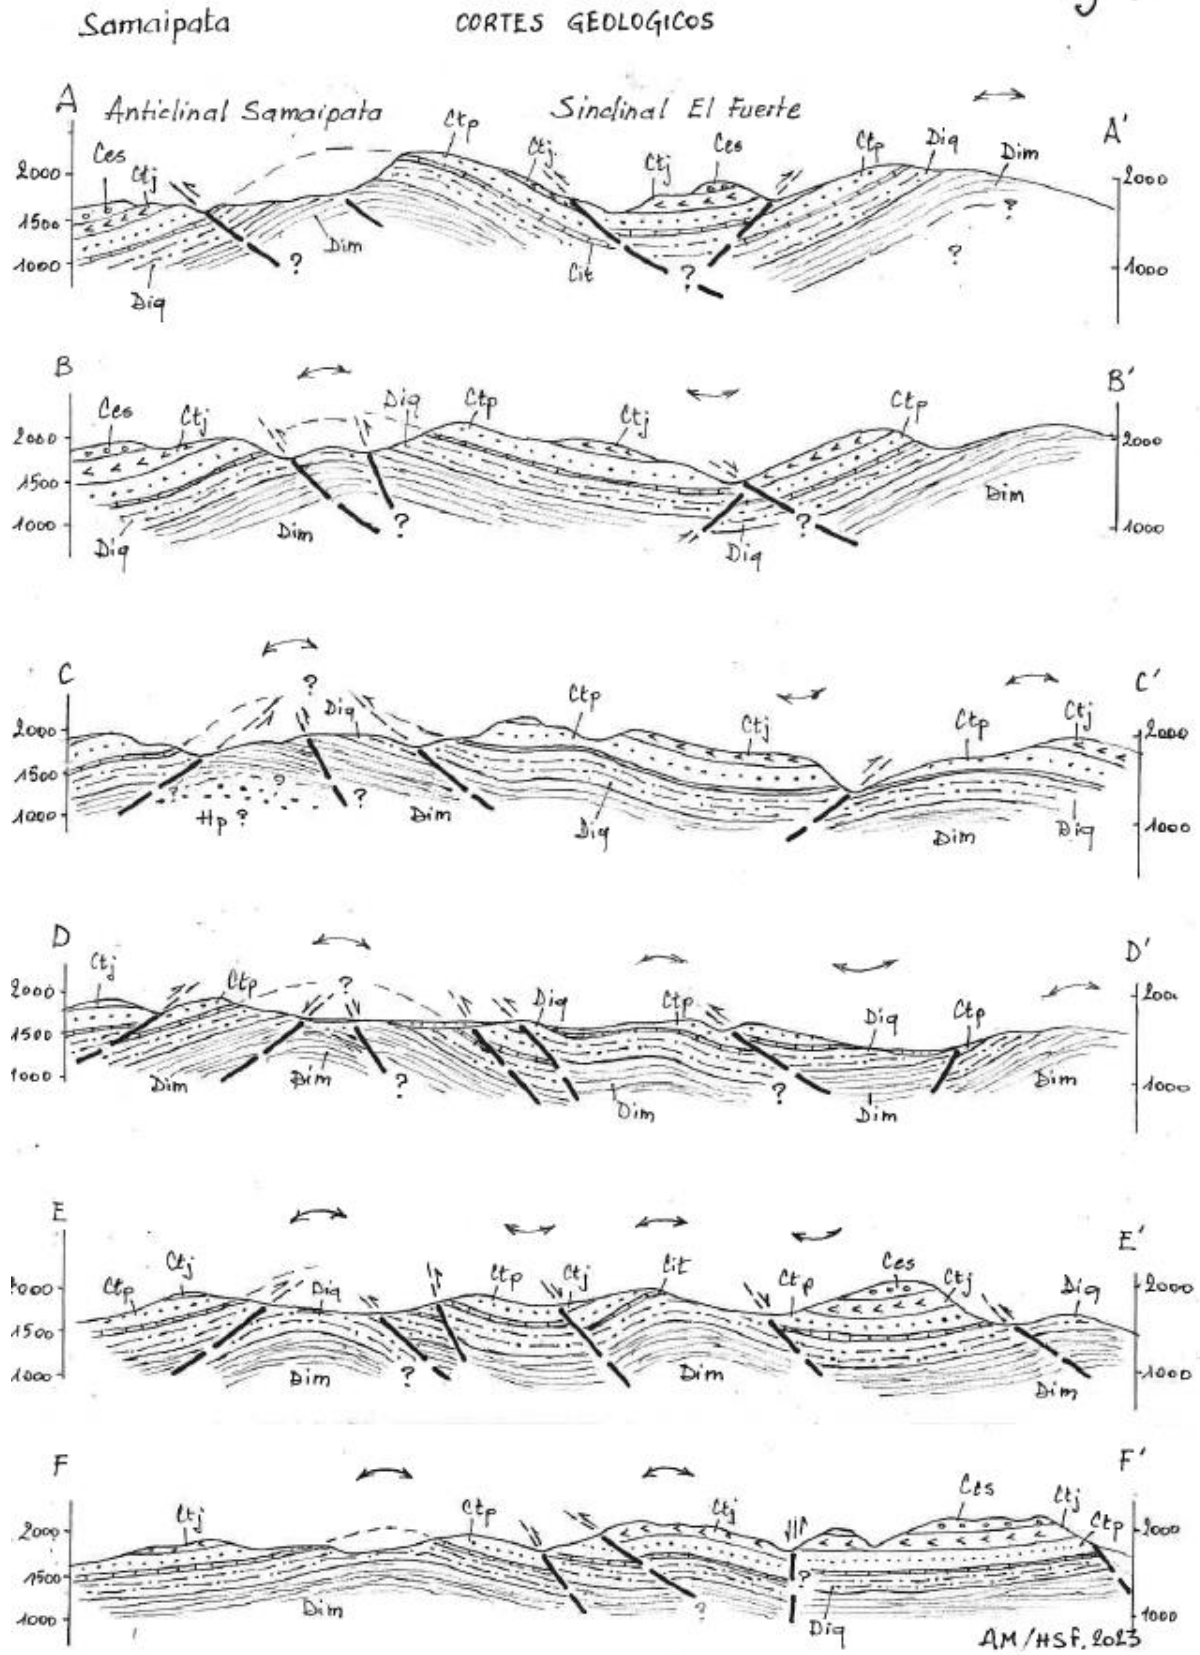 Samaipata CORTES GEOLOGICOS
A Anticlinal Samaipata Sinclinal El Fuerte A'
Ces Ctj Ctp Ctj Ctj Ces Ctp Diq Dim
2000 2000
1500
1000 1000
Diq ? Dim Cit ? ? ?
B B'
Ces Ctj Diq Ctp Ctj Ctp
2000 2000
1500
1000 1000
Diq Dim ? Diq ? Dim
C ? C'
Diq Ctp Ctj Ctp Ctj
2000 2000
1500
1000 1000
? ? Hp ? ? Dim Diq Dim Diq
D D'
Ctj Ctp ? Diq Ctp Diq Ctp
2000
1500
1000 1000
Dim Dim ? Dim ? Dim Dim
E E'
Ctp Ctj Diq Ctp Ctj Cit Ctp Ces Ctj Diq
2000
1500
1000 1000
Dim ? Dim Dim
F F'
Ctj Ctp Ctj Ces Ctj Ctp
2000 2000
1500
1000 1000
Dim ? ? Diq
AM/HSF. 2023